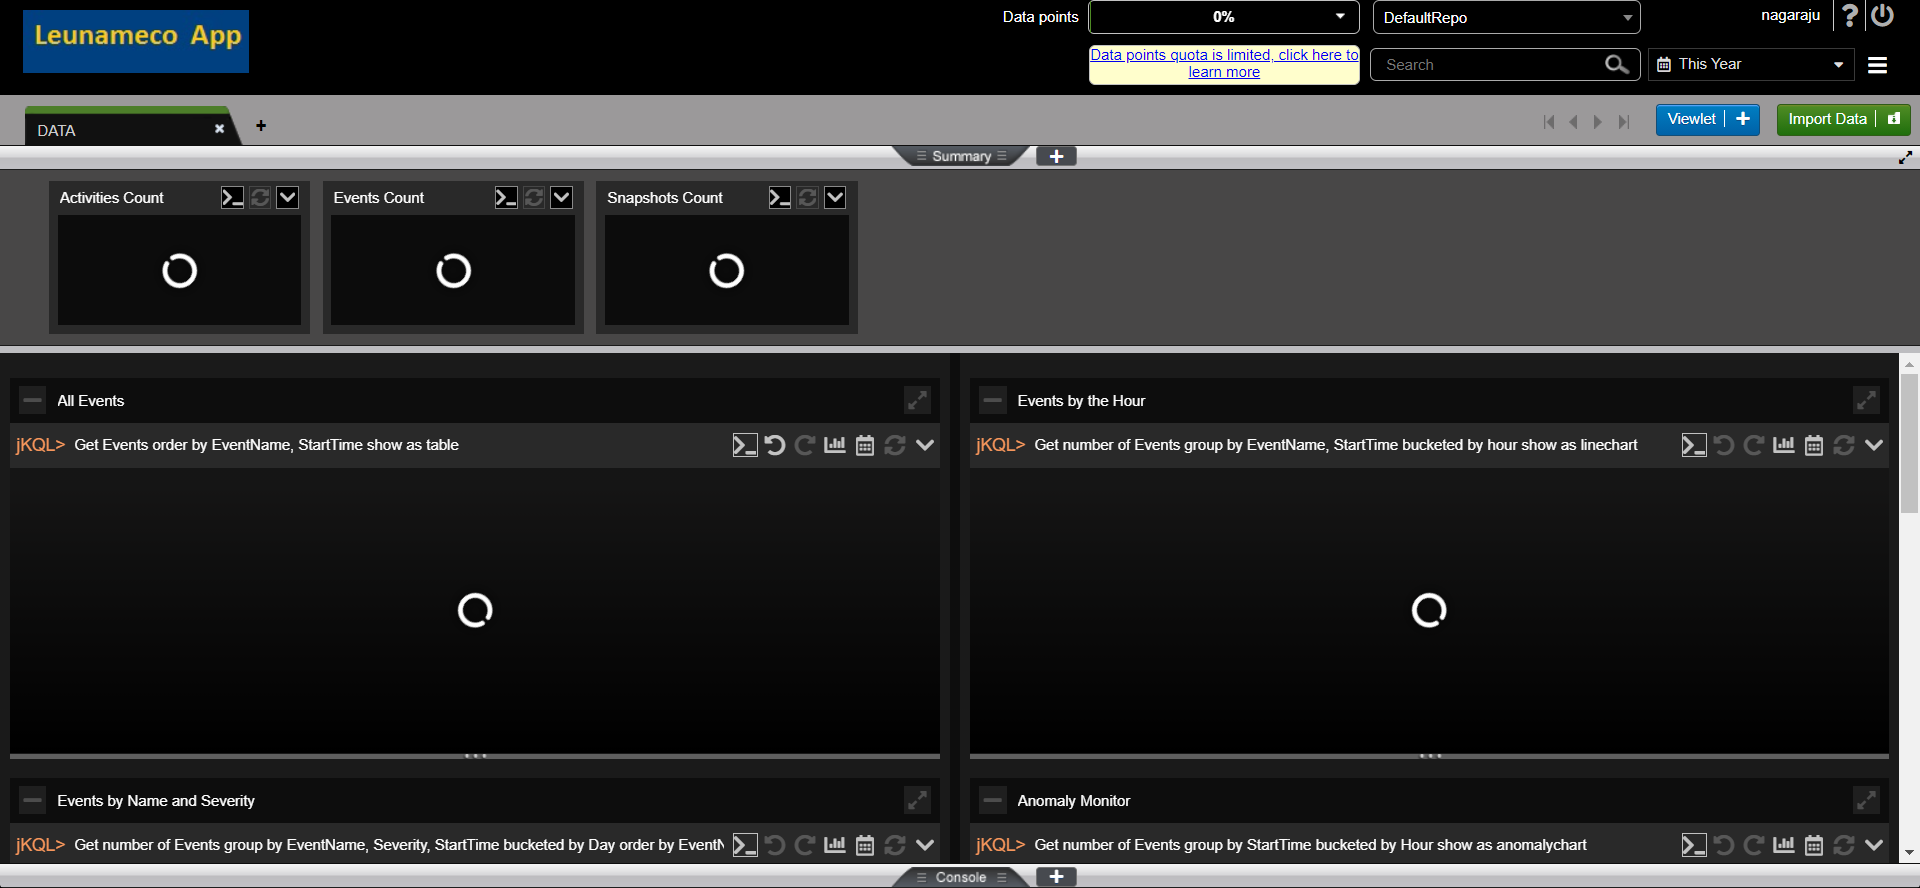 Leunameco App
Data points
0%
DefaultRepo
nagaraju
Data points quota is limited, click here to
learn more
Search
This Year
DATA
Viewlet
Import Data
Summary
Activities Count
Events Count
Snapshots Count
All Events
jKQL> Get Events order by EventName, StartTime show as table
Events by the Hour
jKQL> Get number of Events group by EventName, StartTime bucketed by hour show as linechart
Events by Name and Severity
jKQL> Get number of Events group by EventName, Severity, StartTime bucketed by Day order by EventN
Anomaly Monitor
jKQL> Get number of Events group by StartTime bucketed by Hour show as anomalychart
Console